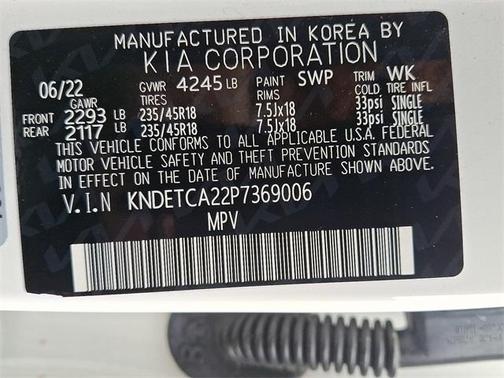 MANUFACTURED IN KOREA BY
KIA CORPORATION
06/22 GVWR 4245 LB PAINT SWP TRIM WK
GAWR TIRES RIMS COLD TIRE INFL
FRONT 2293 LB 235/45R18 7.5Jx18 33psi SINGLE
REAR 2117 LB 235/45R18 7.5Jx18 33psi SINGLE
THIS VEHICLE CONFORMS TO ALL APPLICABLE U.S.A. FEDERAL
MOTOR VEHICLE SAFETY AND THEFT PREVENTION STANDARDS
IN EFFECT ON THE DATE OF MANUFACTURE SHOWN ABOVE.
V.I.N KNDETCA22P7369006
MPV